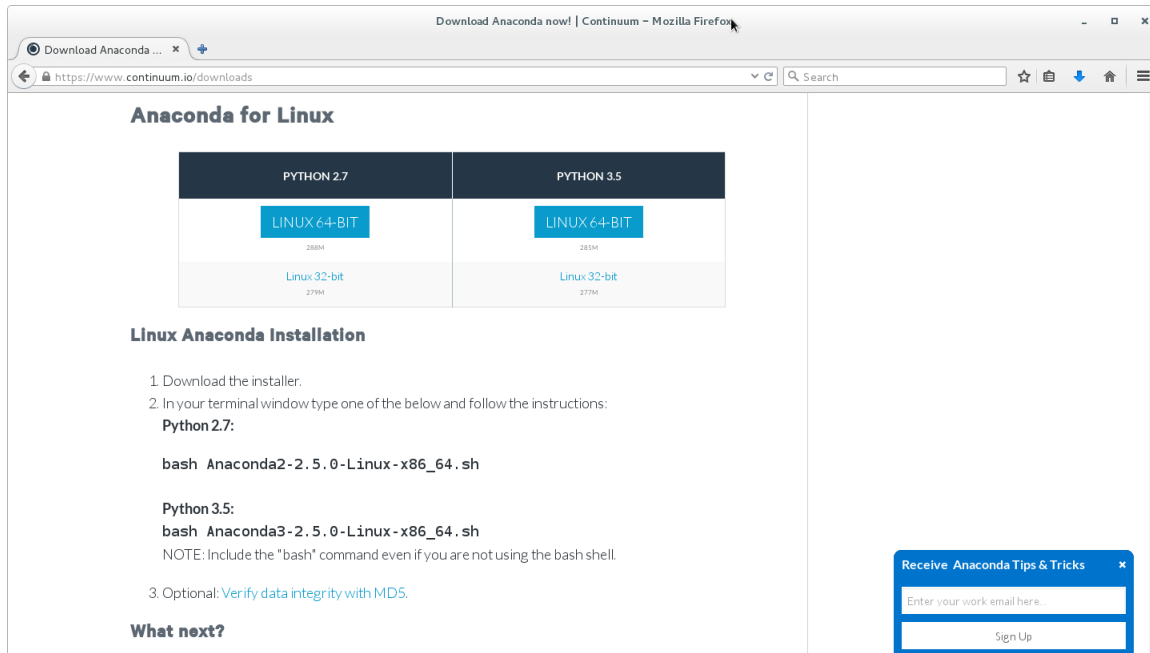 Download Anaconda now! | Continuum – Mozilla Firefox
Download Anaconda ...
https://www.continuum.io/downloads
Search
Anaconda for Linux
PYTHON 2.7 PYTHON 3.5
LINUX 64-BIT LINUX 64-BIT
288M 285M
Linux 32-bit Linux 32-bit
279M 277M
Linux Anaconda Installation
1. Download the installer.
2. In your terminal window type one of the below and follow the instructions:
Python 2.7:
bash Anaconda2-2.5.0-Linux-x86_64.sh
Python 3.5:
bash Anaconda3-2.5.0-Linux-x86_64.sh
NOTE: Include the "bash" command even if you are not using the bash shell.
3. Optional: Verify data integrity with MD5.
What next?
Receive Anaconda Tips & Tricks
Enter your work email here...
Sign Up